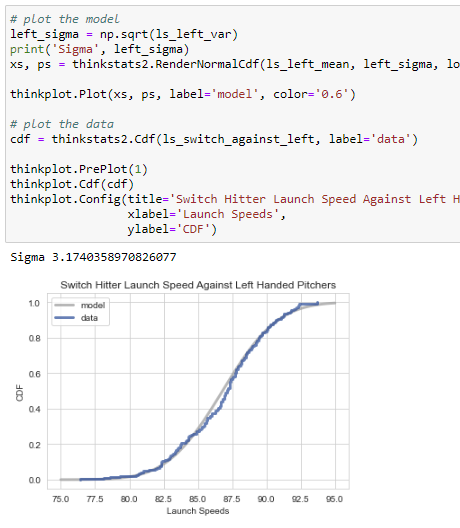 # plot the model
left_sigma = np.sqrt(ls_left_var)
print('Sigma', left_sigma)
xs, ps = thinkstats2.RenderNormalCdf(ls_left_mean, left_sigma, lo
thinkplot.Plot(xs, ps, label='model', color='0.6')
# plot the data
cdf = thinkstats2.Cdf(ls_switch_against_left, label='data')
thinkplot.PrePlot(1)
thinkplot.Cdf(cdf)
thinkplot.Config(title='Switch Hitter Launch Speed Against Left H
xlabel='Launch Speeds',
ylabel='CDF')
Sigma 3.1740358970826077
Switch Hitter Launch Speed Against Left Handed Pitchers
model
data
CDF
1.0
0.8
0.6
0.4
0.2
0.0
75.0 77.5 80.0 82.5 85.0 87.5 90.0 92.5 95.0
Launch Speeds